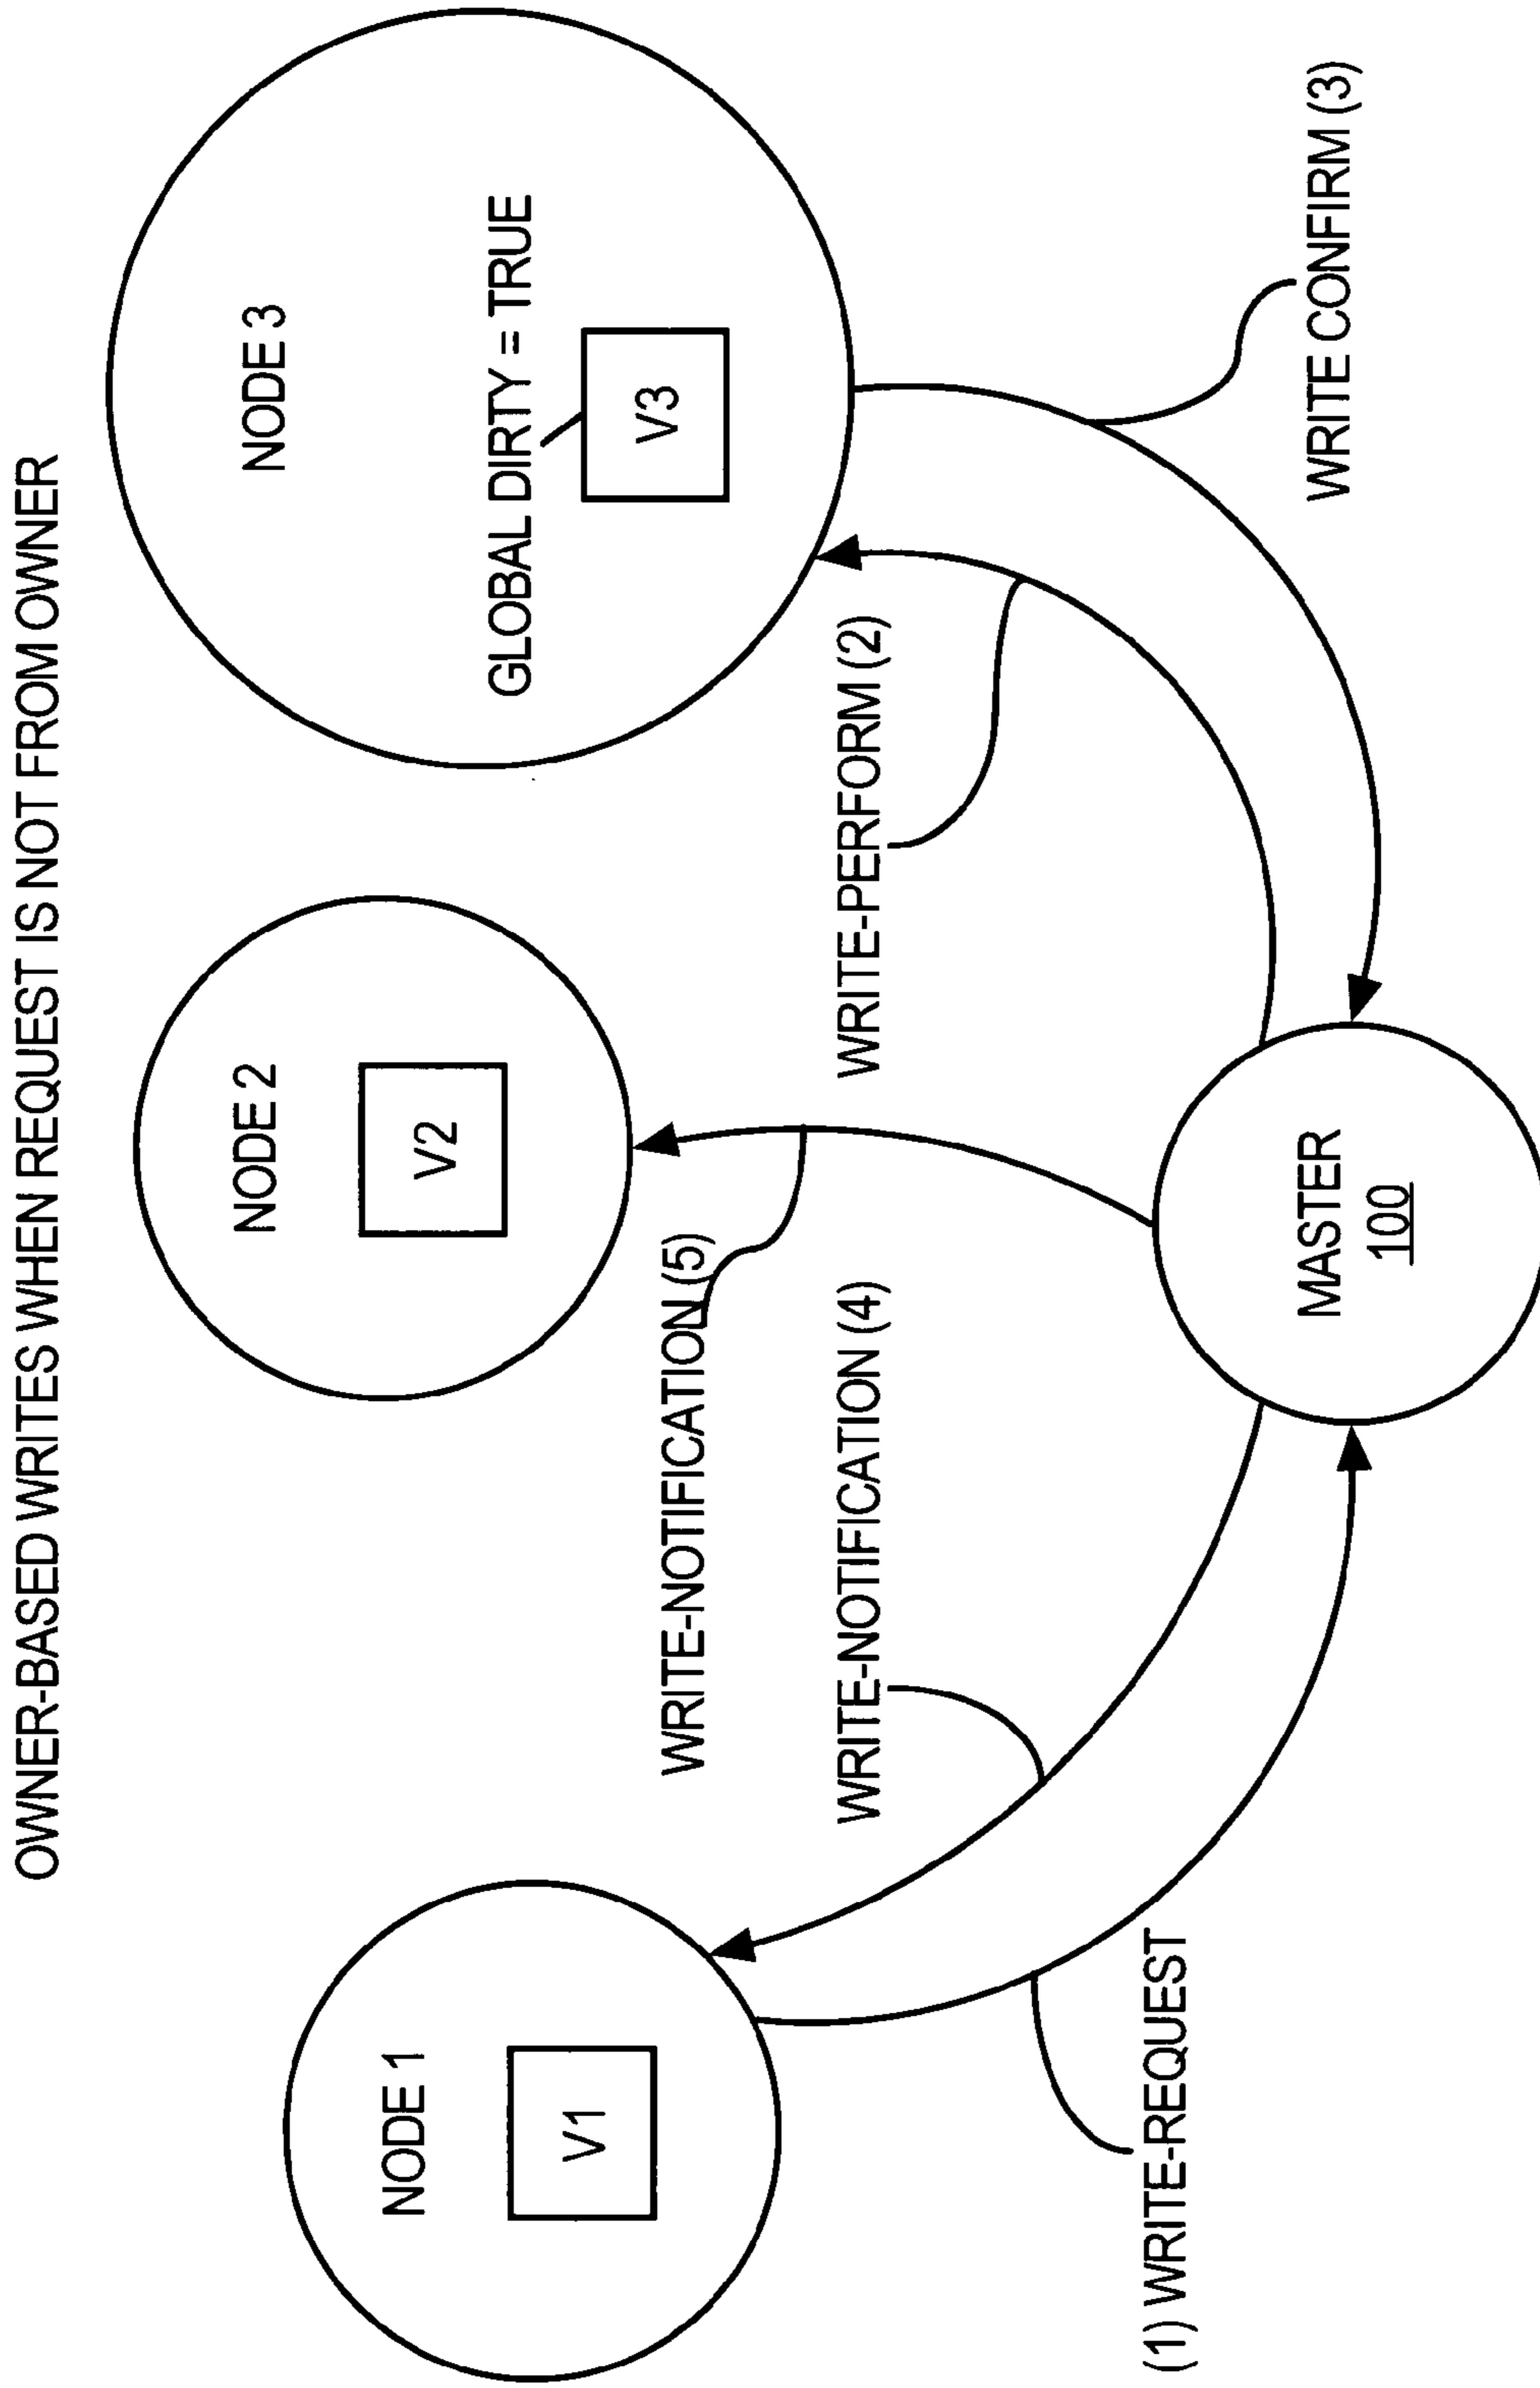 OWNER-BASED WRITES WHEN REQUEST IS NOT FROM OWNER
NODE 1
V1
NODE 2
V2
NODE 3
GLOBAL DIRTY = TRUE
V3
WRITE-NOTIFICATION (5)
WRITE-NOTIFICATION (4)
WRITE-PERFORM (2)
(1) WRITE-REQUEST
MASTER
100
WRITE CONFIRM (3)